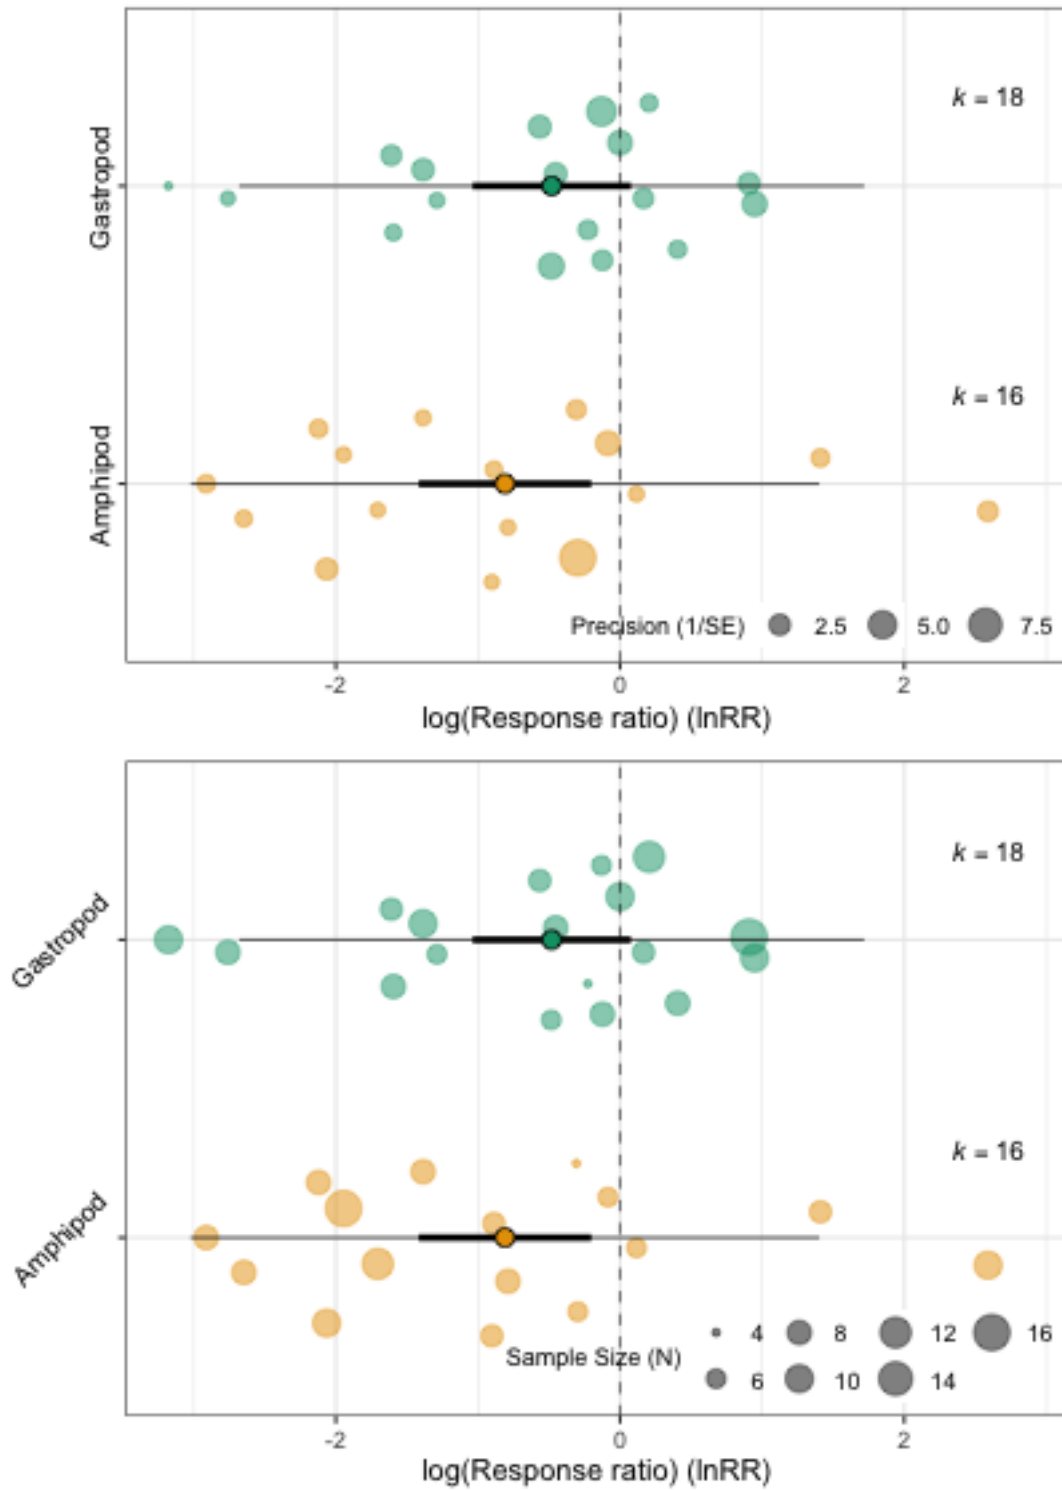 k = 18
Gastropod
k = 16
Amphipod
Precision (1/SE) 2.5 5.0 7.5
-2 0 2
log(Response ratio) (lnRR)
k = 18
Gastropod
k = 16
Amphipod
4 8 12 16
Sample Size (N)
6 10 14
-2 0 2
log(Response ratio) (lnRR)